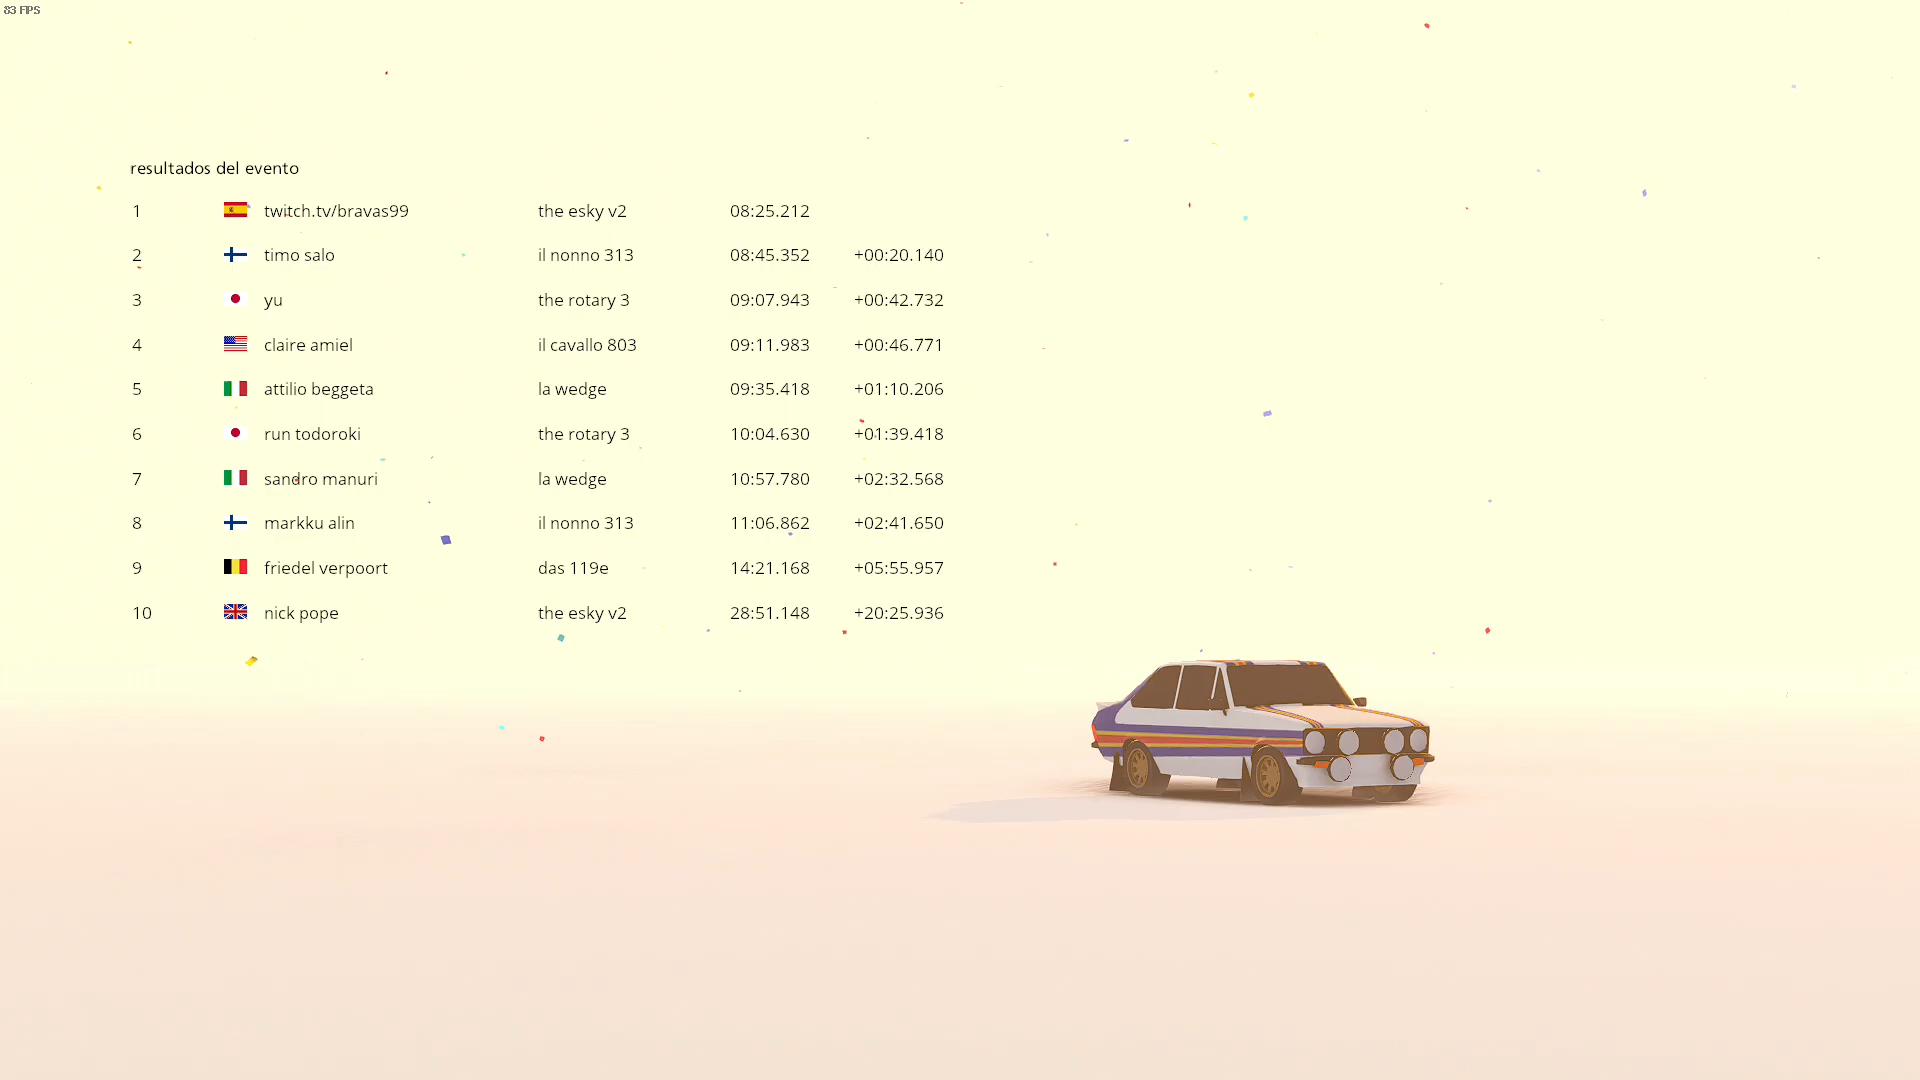 83 FPS
resultados del evento
1 twitch.tv/bravas99 the esky v2 08:25.212
2 timo salo il nonno 313 08:45.352 +00:20.140
3 yu the rotary 3 09:07.943 +00:42.732
4 claire amiel il cavallo 803 09:11.983 +00:46.771
5 attilio beggeta la wedge 09:35.418 +01:10.206
6 run todoroki the rotary 3 10:04.630 +01:39.418
7 sandro manuri la wedge 10:57.780 +02:32.568
8 markku alin il nonno 313 11:06.862 +02:41.650
9 friedel verpoort das 119e 14:21.168 +05:55.957
10 nick pope the esky v2 28:51.148 +20:25.936